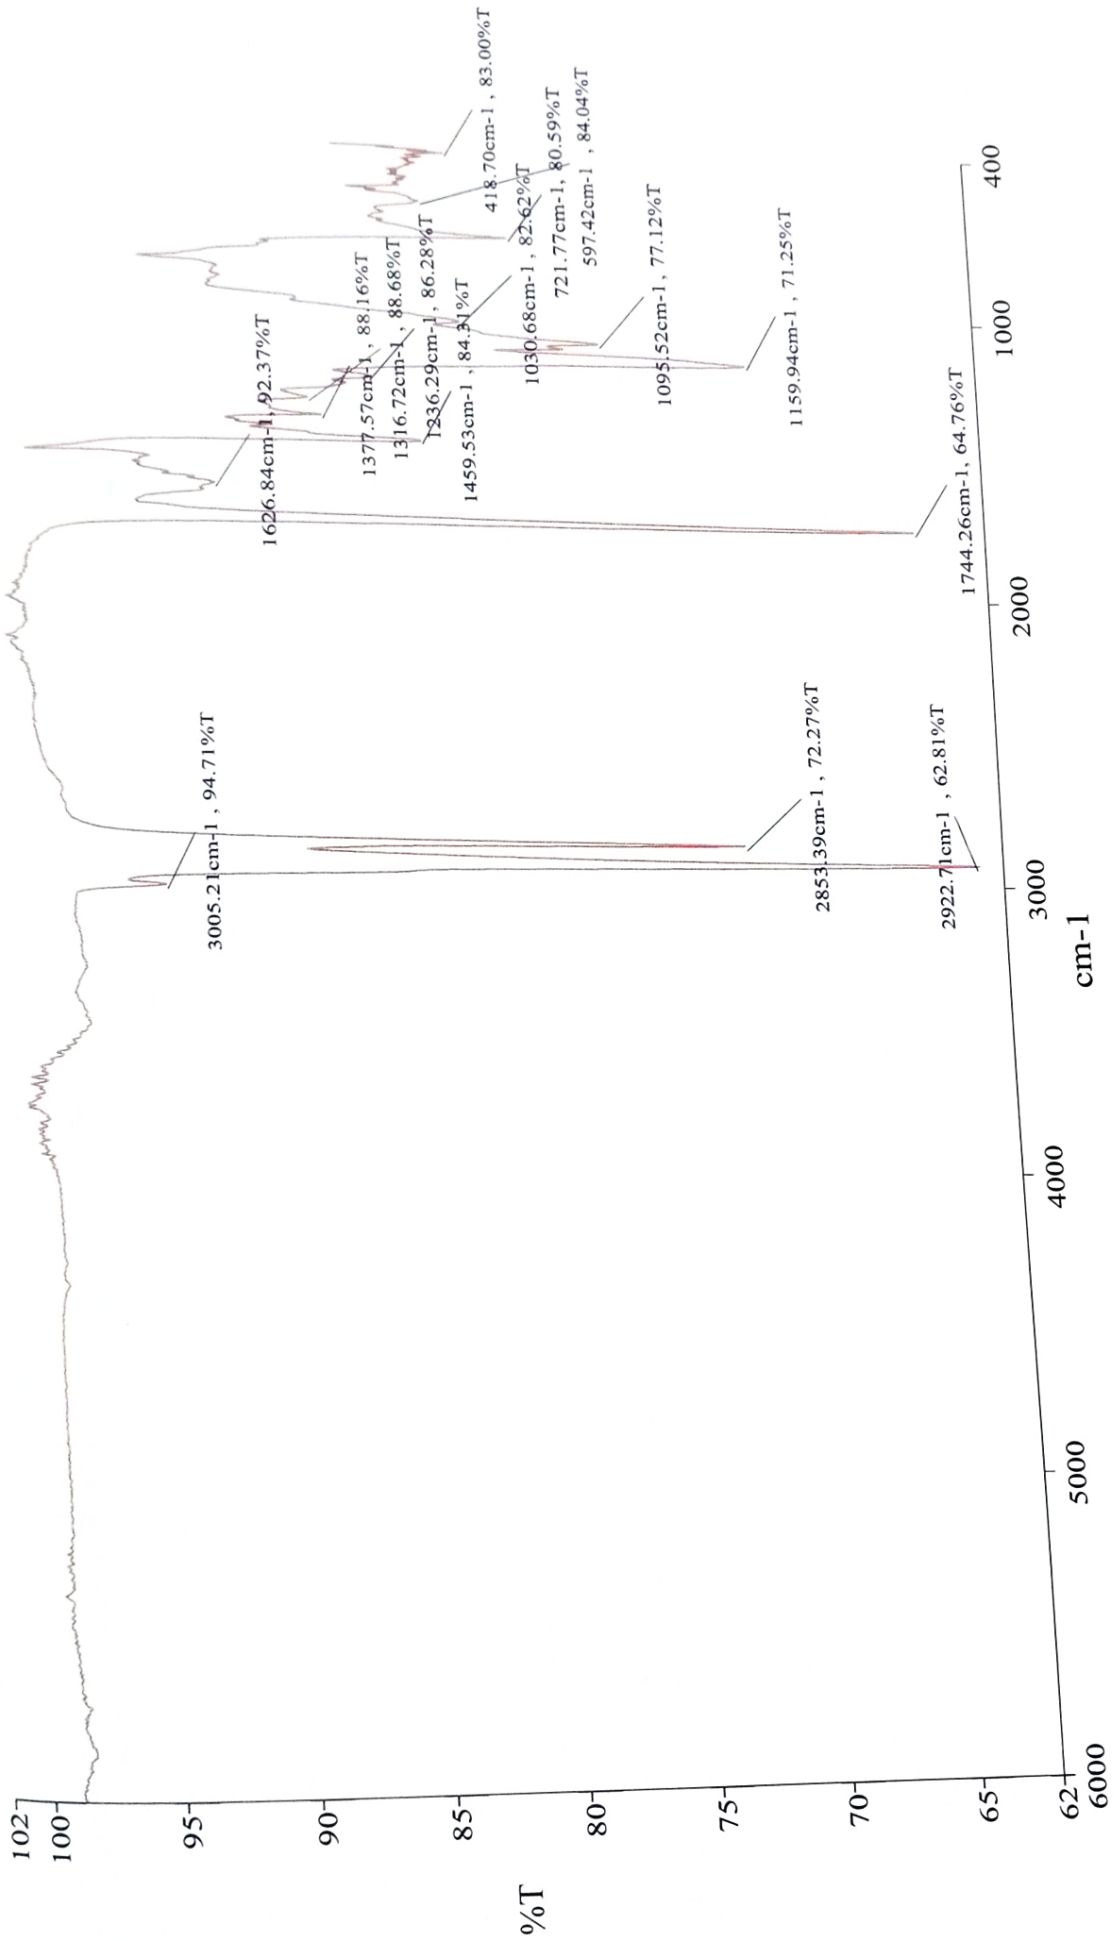 %T
102
100
95
90
85
80
75
70
65
62
6000
5000
4000
3000
2000
1000
400
cm-1
3005.21cm-1 , 94.71%T
2922.71cm-1 , 62.81%T
2853.39cm-1 , 72.27%T
1744.26cm-1, 64.76%T
1626.84cm-1, 92.37%T
1459.53cm-1 , 84.31%T
1377.57cm-1 , 88.16%T
1316.72cm-1 , 88.68%T
1236.29cm-1 , 86.28%T
1159.94cm-1 , 71.25%T
1095.52cm-1 , 77.12%T
1030.68cm-1 , 82.62%T
721.77cm-1, 80.59%T
597.42cm-1 , 84.04%T
418.70cm-1 , 83.00%T